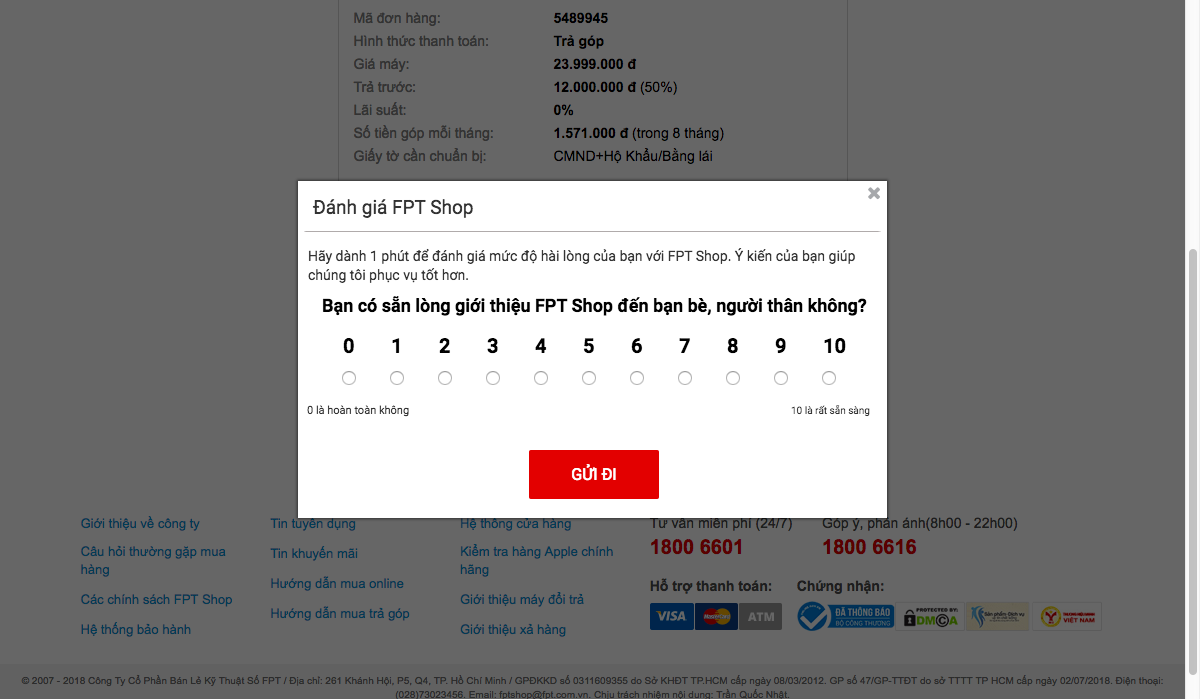 Mã đơn hàng: 5489945
Hình thức thanh toán: Trả góp
Giá máy: 23.999.000 đ
Trả trước: 12.000.000 đ (50%)
Lãi suất: 0%
Số tiền góp mỗi tháng: 1.571.000 đ (trong 8 tháng)
Giấy tờ cần chuẩn bị: CMND+Hộ Khẩu/Bằng lái
Đánh giá FPT Shop
Hãy dành 1 phút để đánh giá mức độ hài lòng của bạn với FPT Shop. Ý kiến của bạn giúp
chúng tôi phục vụ tốt hơn.
Bạn có sẵn lòng giới thiệu FPT Shop đến bạn bè, người thân không?
0 1 2 3 4 5 6 7 8 9 10
0 là hoàn toàn không 10 là rất sẵn sàng
GỬI ĐI
Giới thiệu về công ty
Câu hỏi thường gặp mua
hàng
Các chính sách FPT Shop
Hệ thống bảo hành
Tin tuyển dụng
Tin khuyến mãi
Hướng dẫn mua online
Hướng dẫn mua trả góp
Hệ thống cửa hàng
Kiểm tra hàng Apple chính
hãng
Giới thiệu máy đổi trả
Giới thiệu xả hàng
Tư vấn miễn phí (24/7)
1800 6601
Góp ý, phản ánh(8h00 - 22h00)
1800 6616
Hỗ trợ thanh toán:
VISA MasterCard ATM
Chứng nhận:
ĐÃ THÔNG BÁO
BỘ CÔNG THƯƠNG
PROTECTED BY:
DMCA
Sản phẩm Dịch vụ
THƯƠNG HIỆU HÀNG ĐẦU
VIỆT NAM
© 2007 - 2018 Công Ty Cổ Phần Bán Lẻ Kỹ Thuật Số FPT / Địa chỉ: 261 Khánh Hội, P5, Q4, TP. Hồ Chí Minh / GPĐKKD số 0311609355 do Sở KHĐT TP.HCM cấp ngày 08/03/2012. GP số 47/GP-TTĐT do sở TTTT TP HCM cấp ngày 02/07/2018. Điện thoại:
(028)73023456. Email: fptshop@fpt.com.vn. Chịu trách nhiệm nội dung: Trần Quốc Nhật.